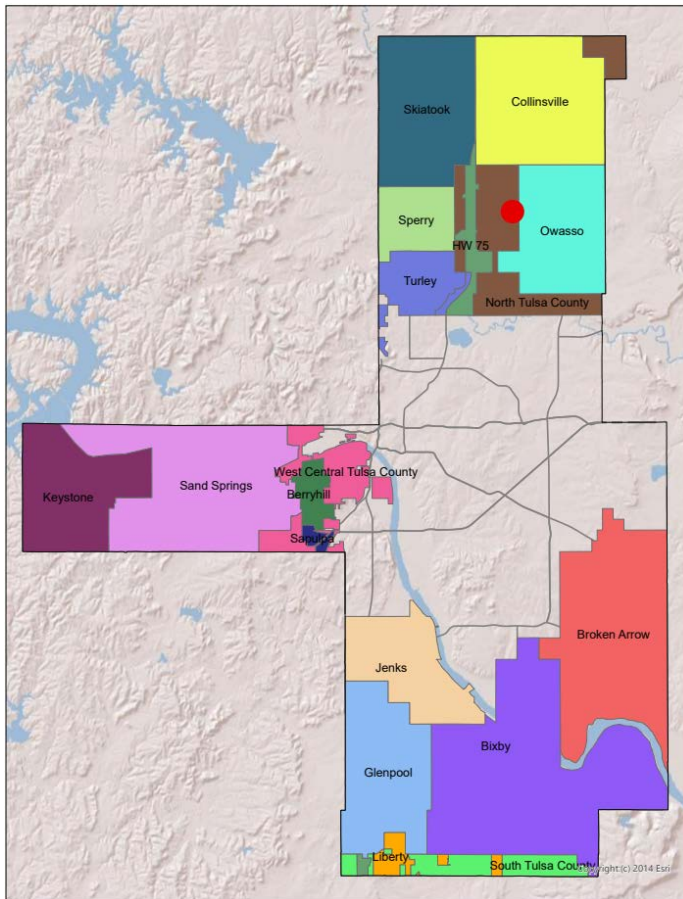 Skiatook
Collinsville
Sperry
Owasso
HW 75
Turley
North Tulsa County
West Central Tulsa County
Sand Springs
Keystone
Berryhill
Sapulpa
Broken Arrow
Jenks
Bixby
Glenpool
Liberty
South Tulsa County
Copyright (c) 2014 Esri